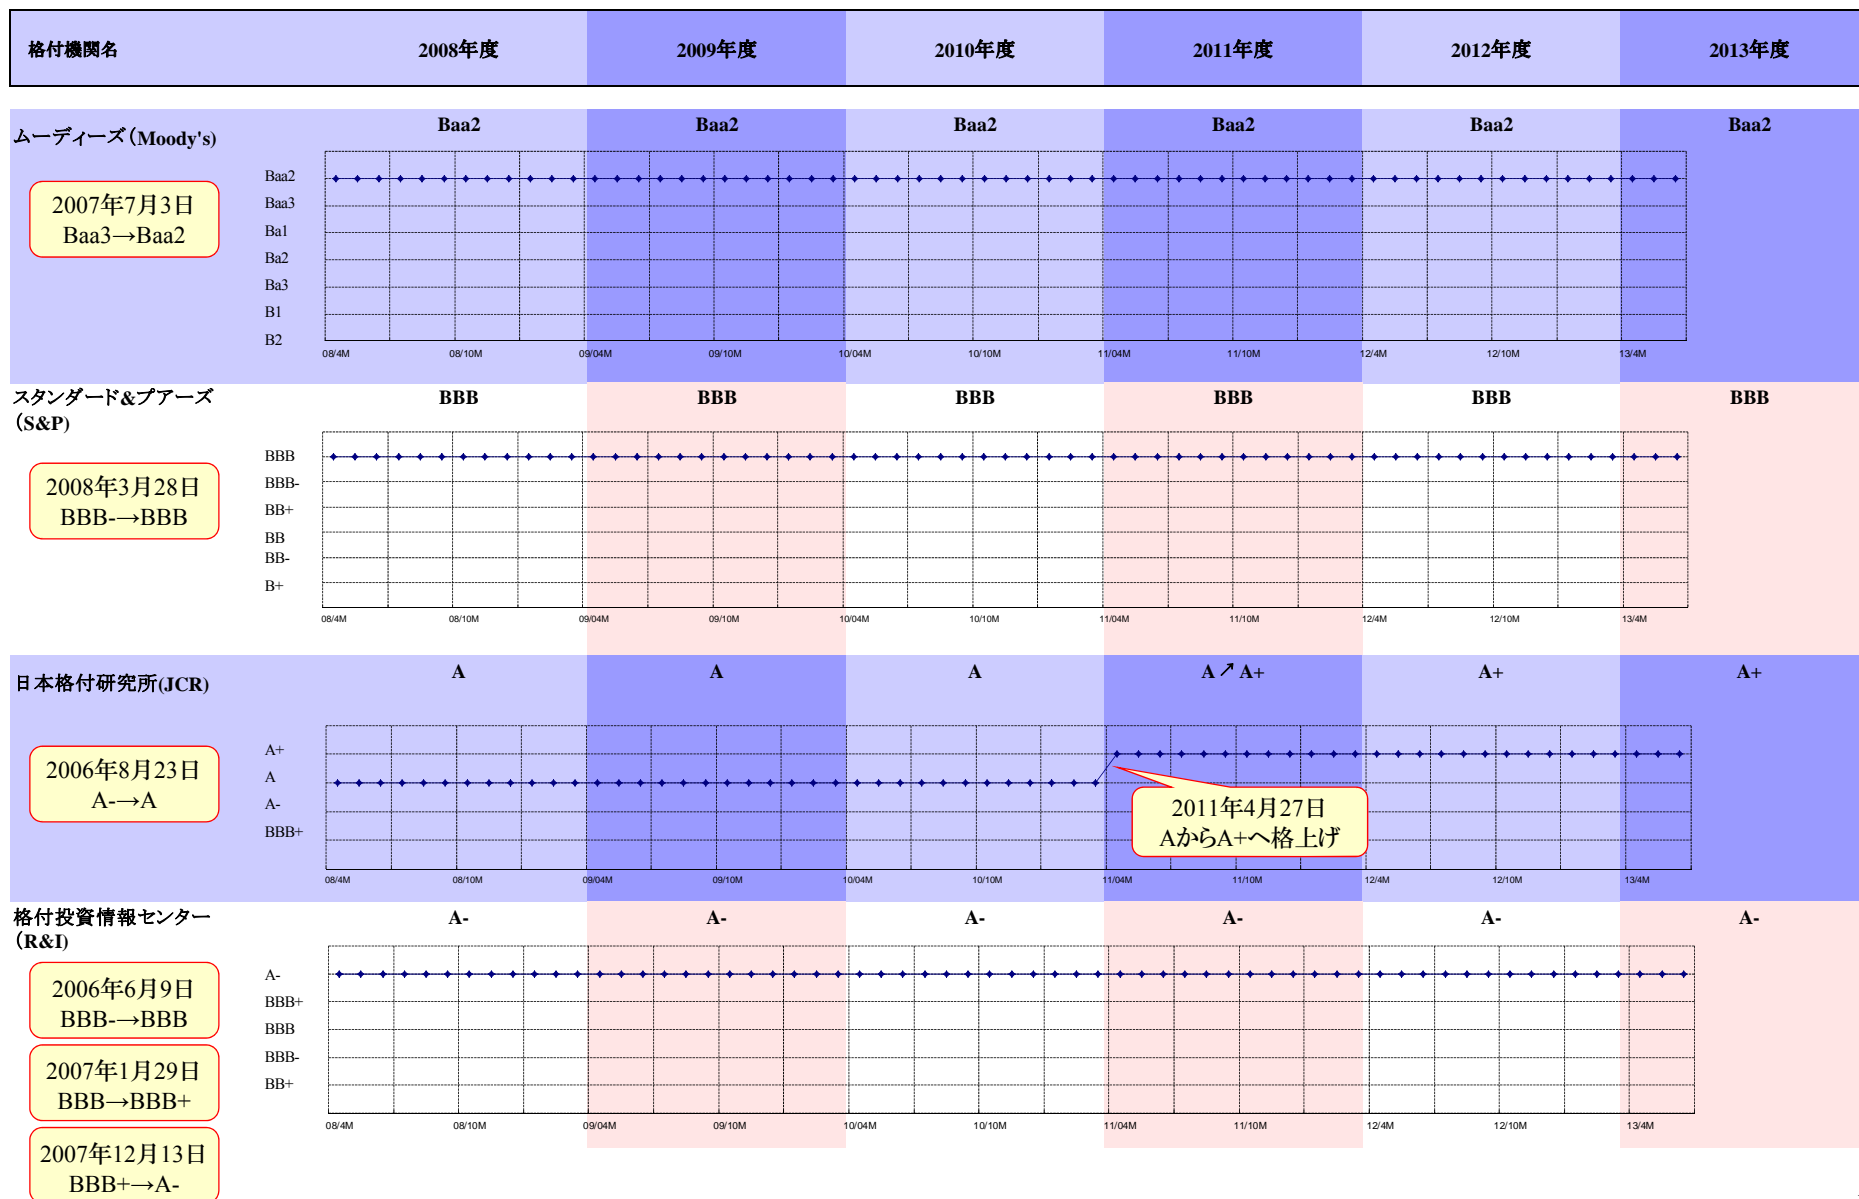 格付機関名 2008年度 2009年度 2010年度 2011年度 2012年度 2013年度
ムーディーズ(Moody's) Baa2 Baa2 Baa2 Baa2 Baa2 Baa2
2007年7月3日
Baa3→Baa2
Baa2
Baa3
Ba1
Ba2
Ba3
B1
B2
08/4M 08/10M 09/04M 09/10M 10/04M 10/10M 11/04M 11/10M 12/4M 12/10M 13/4M
スタンダード&プアーズ BBB BBB BBB BBB BBB BBB
(S&P)
2008年3月28日
BBB-→BBB
BBB
BBB-
BB+
BB
BB-
B+
08/4M 08/10M 09/04M 09/10M 10/04M 10/10M 11/04M 11/10M 12/4M 12/10M 13/4M
日本格付研究所(JCR) A A A A↗A+ A+ A+
2006年8月23日
A-→A
A+
A
A-
BBB+
2011年4月27日
AからA+へ格上げ
08/4M 08/10M 09/04M 09/10M 10/04M 10/10M 11/04M 11/10M 12/4M 12/10M 13/4M
格付投資情報センター A- A- A- A- A- A-
(R&I)
2006年6月9日
BBB-→BBB
2007年1月29日
BBB→BBB+
2007年12月13日
BBB+→A-
A-
BBB+
BBB
BBB-
BB+
08/4M 08/10M 09/04M 09/10M 10/04M 10/10M 11/04M 11/10M 12/4M 12/10M 13/4M